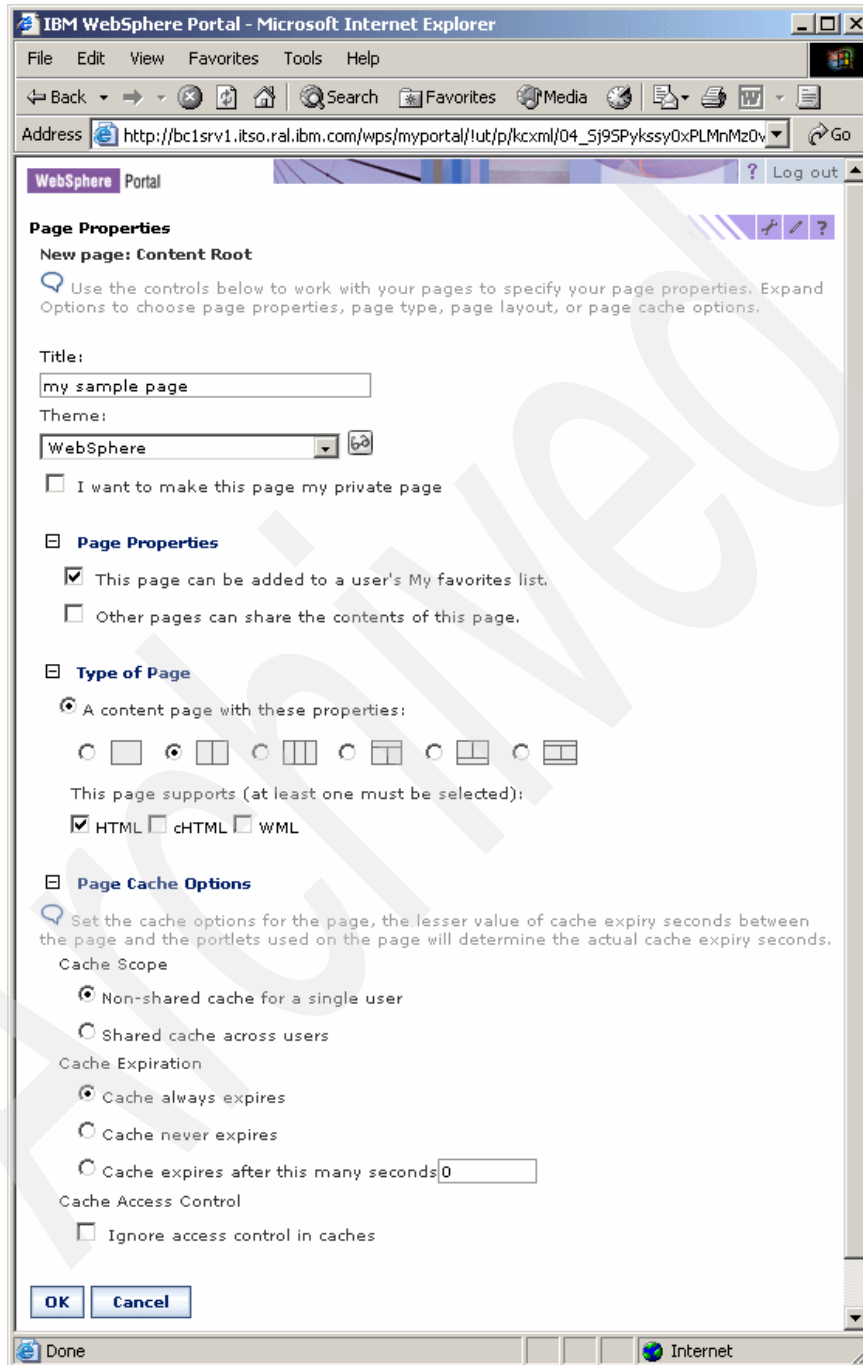 IBM WebSphere Portal - Microsoft Internet Explorer
File Edit View Favorites Tools Help
Back Search Favorites Media
Address http://bc1srv1.itso.ral.ibm.com/wps/myportal/!ut/p/kcxml/04_Sj9SPykssy0xPLMnMz0v Go
WebSphere Portal ? Log out
Page Properties ?
New page: Content Root
Use the controls below to work with your pages to specify your page properties. Expand
Options to choose page properties, page type, page layout, or page cache options.
Title:
my sample page
Theme:
WebSphere
I want to make this page my private page
Page Properties
This page can be added to a user's My favorites list.
Other pages can share the contents of this page.
Type of Page
A content page with these properties:
This page supports (at least one must be selected):
HTML cHTML WML
Page Cache Options
Set the cache options for the page, the lesser value of cache expiry seconds between
the page and the portlets used on the page will determine the actual cache expiry seconds.
Cache Scope
Non-shared cache for a single user
Shared cache across users
Cache Expiration
Cache always expires
Cache never expires
Cache expires after this many seconds 0
Cache Access Control
Ignore access control in caches
OK Cancel
Done Internet
Archived